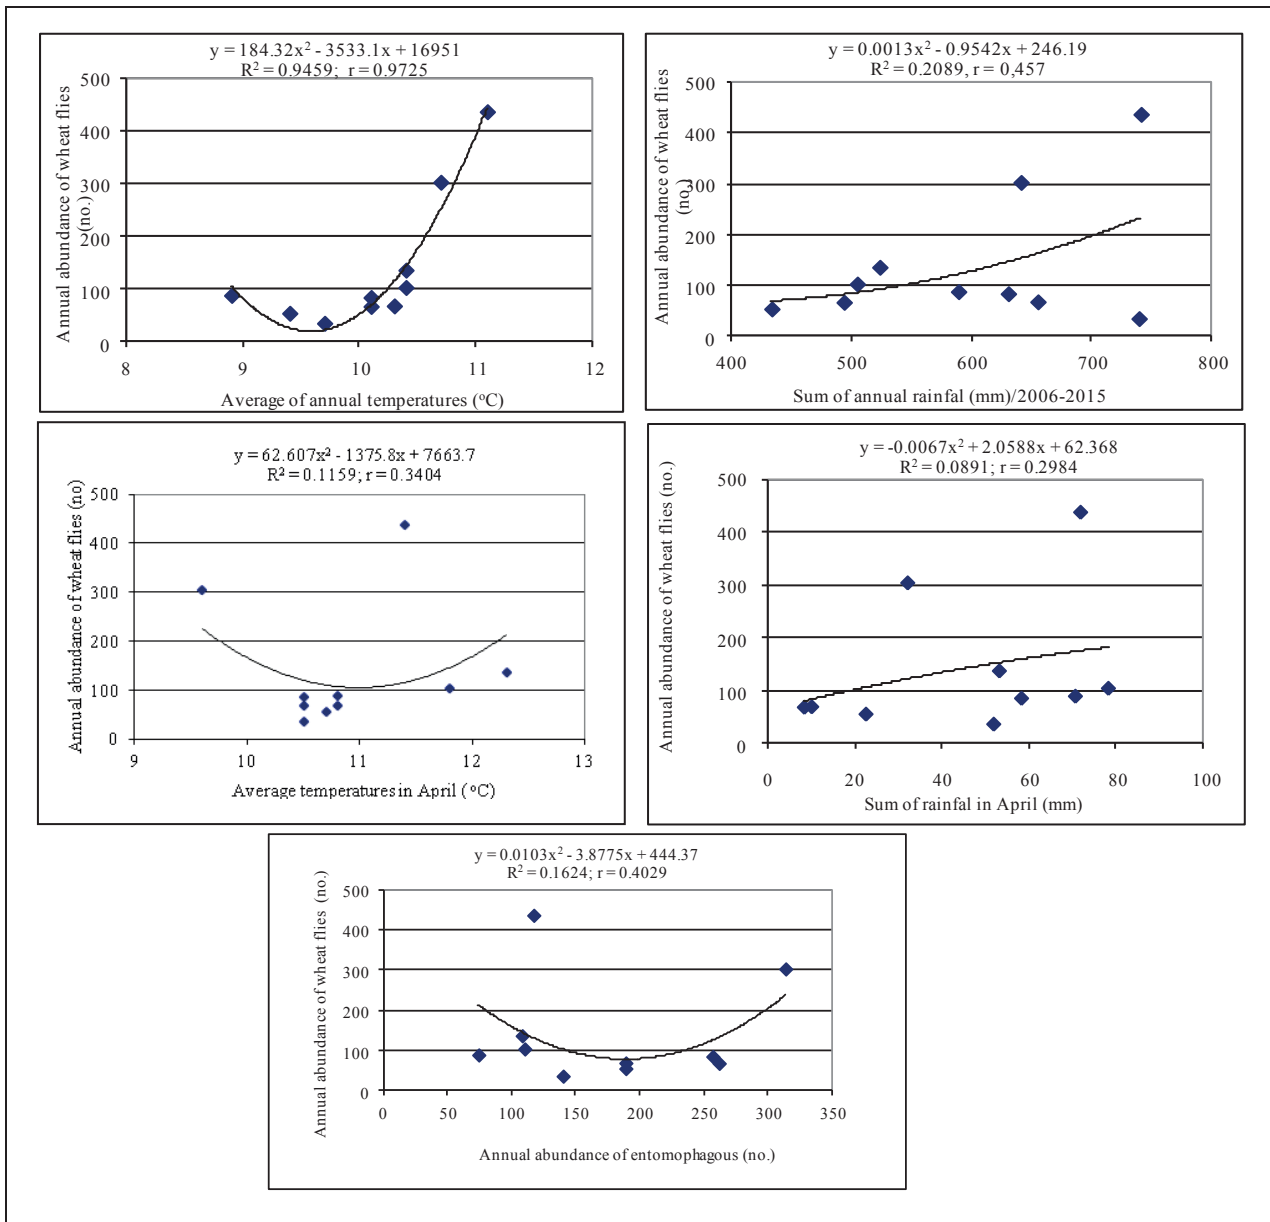 y = 184.32x² - 3533.1x + 16951
R² = 0.9459; r = 0.9725
Annual abundance of wheat flies
(no.)
500
400
300
200
100
0
8 9 10 11 12
Average of annual temperatures (°C)
y = 0.0013x² - 0.9542x + 246.19
R² = 0.2089, r = 0,457
Annual abundance of wheat flies
(no.)
500
400
300
200
100
0
400 500 600 700 800
Sum of annual rainfal (mm)/2006-2015
y = 62.607x² - 1375.8x + 7663.7
R² = 0.1159; r = 0.3404
Annual abundance of wheat flies (no)
500
400
300
200
100
0
9 10 11 12 13
Average temperatures in April (°C)
y = -0.0067x² + 2.0588x + 62.368
R² = 0.0891; r = 0.2984
Annual abundance of wheat flies (no.)
500
400
300
200
100
0
0 20 40 60 80 100
Sum of rainfal in April (mm)
y = 0.0103x² - 3.8775x + 444.37
R² = 0.1624; r = 0.4029
Annual abundance of wheat flies (no.)
500
400
300
200
100
0
0 50 100 150 200 250 300 350
Annual abundance of entomophagous (no.)